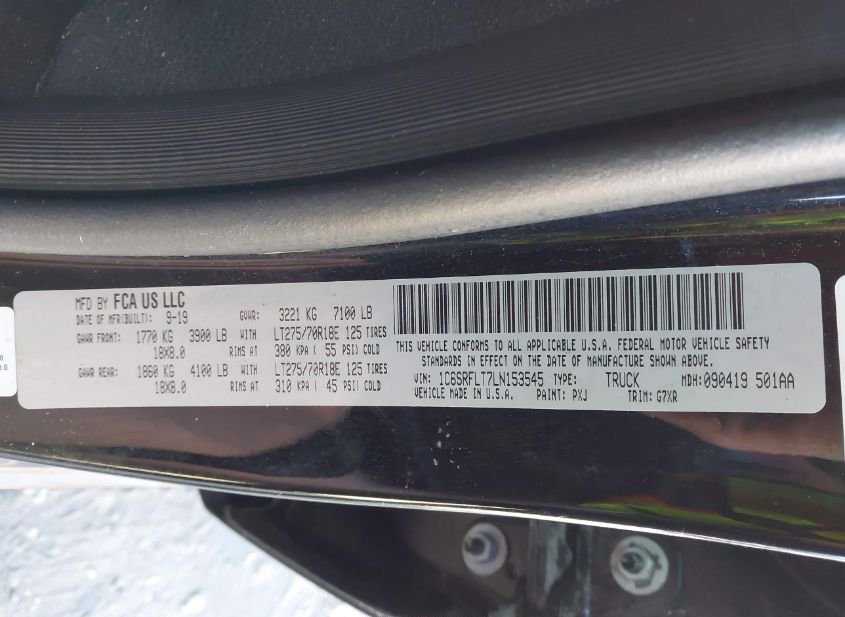 MFD BY FCA US LLC
DATE OF MFR(BUILT): 9-19 GVWR: 3221 KG 7100 LB
GAWR FRONT: 1770 KG 3900 LB WITH LT275/70R18E 125 TIRES
18X8.0 RIMS AT 380 KPA ( 55 PSI) COLD
GAWR REAR: 1860 KG 4100 LB WITH LT275/70R18E 125 TIRES
18X8.0 RIMS AT 310 KPA ( 45 PSI) COLD
THIS VEHICLE CONFORMS TO ALL APPLICABLE U.S.A. FEDERAL MOTOR VEHICLE SAFETY
STANDARDS IN EFFECT ON THE DATE OF MANUFACTURE SHOWN ABOVE.
VIN: 1C6SRFLT7LN153545 TYPE: TRUCK MDH:090419 501AA
VEHICLE MADE IN U.S.A. PAINT: PXJ TRIM: G7XR